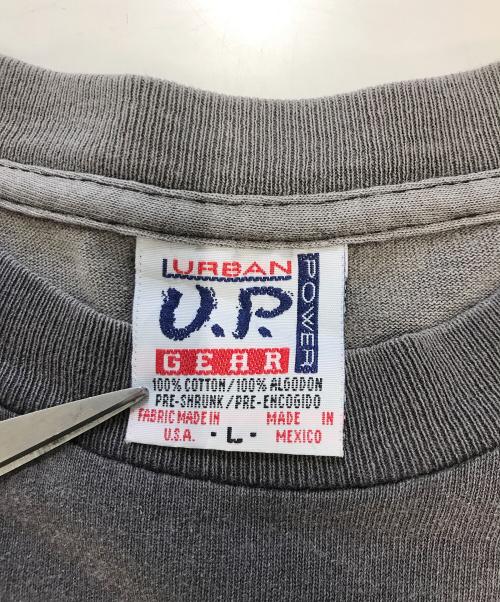 URBAN
POWER
U.P.
GEAR
100% COTTON/100% ALGODON
PRE-SHRUNK/PRE-ENCOGIDO
FABRIC MADE IN
U.S.A.
· L ·
MADE IN
MEXICO